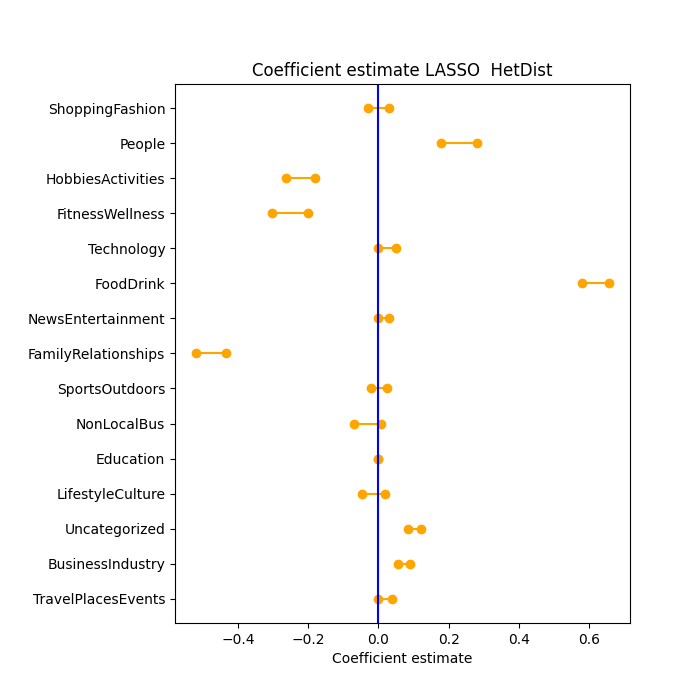 Coefficient estimate LASSO  HetDist
ShoppingFashion
People
HobbiesActivities
FitnessWellness
Technology
FoodDrink
NewsEntertainment
FamilyRelationships
SportsOutdoors
NonLocalBus
Education
LifestyleCulture
Uncategorized
BusinessIndustry
TravelPlacesEvents
−0.4 −0.2 0.0 0.2 0.4 0.6
Coefficient estimate